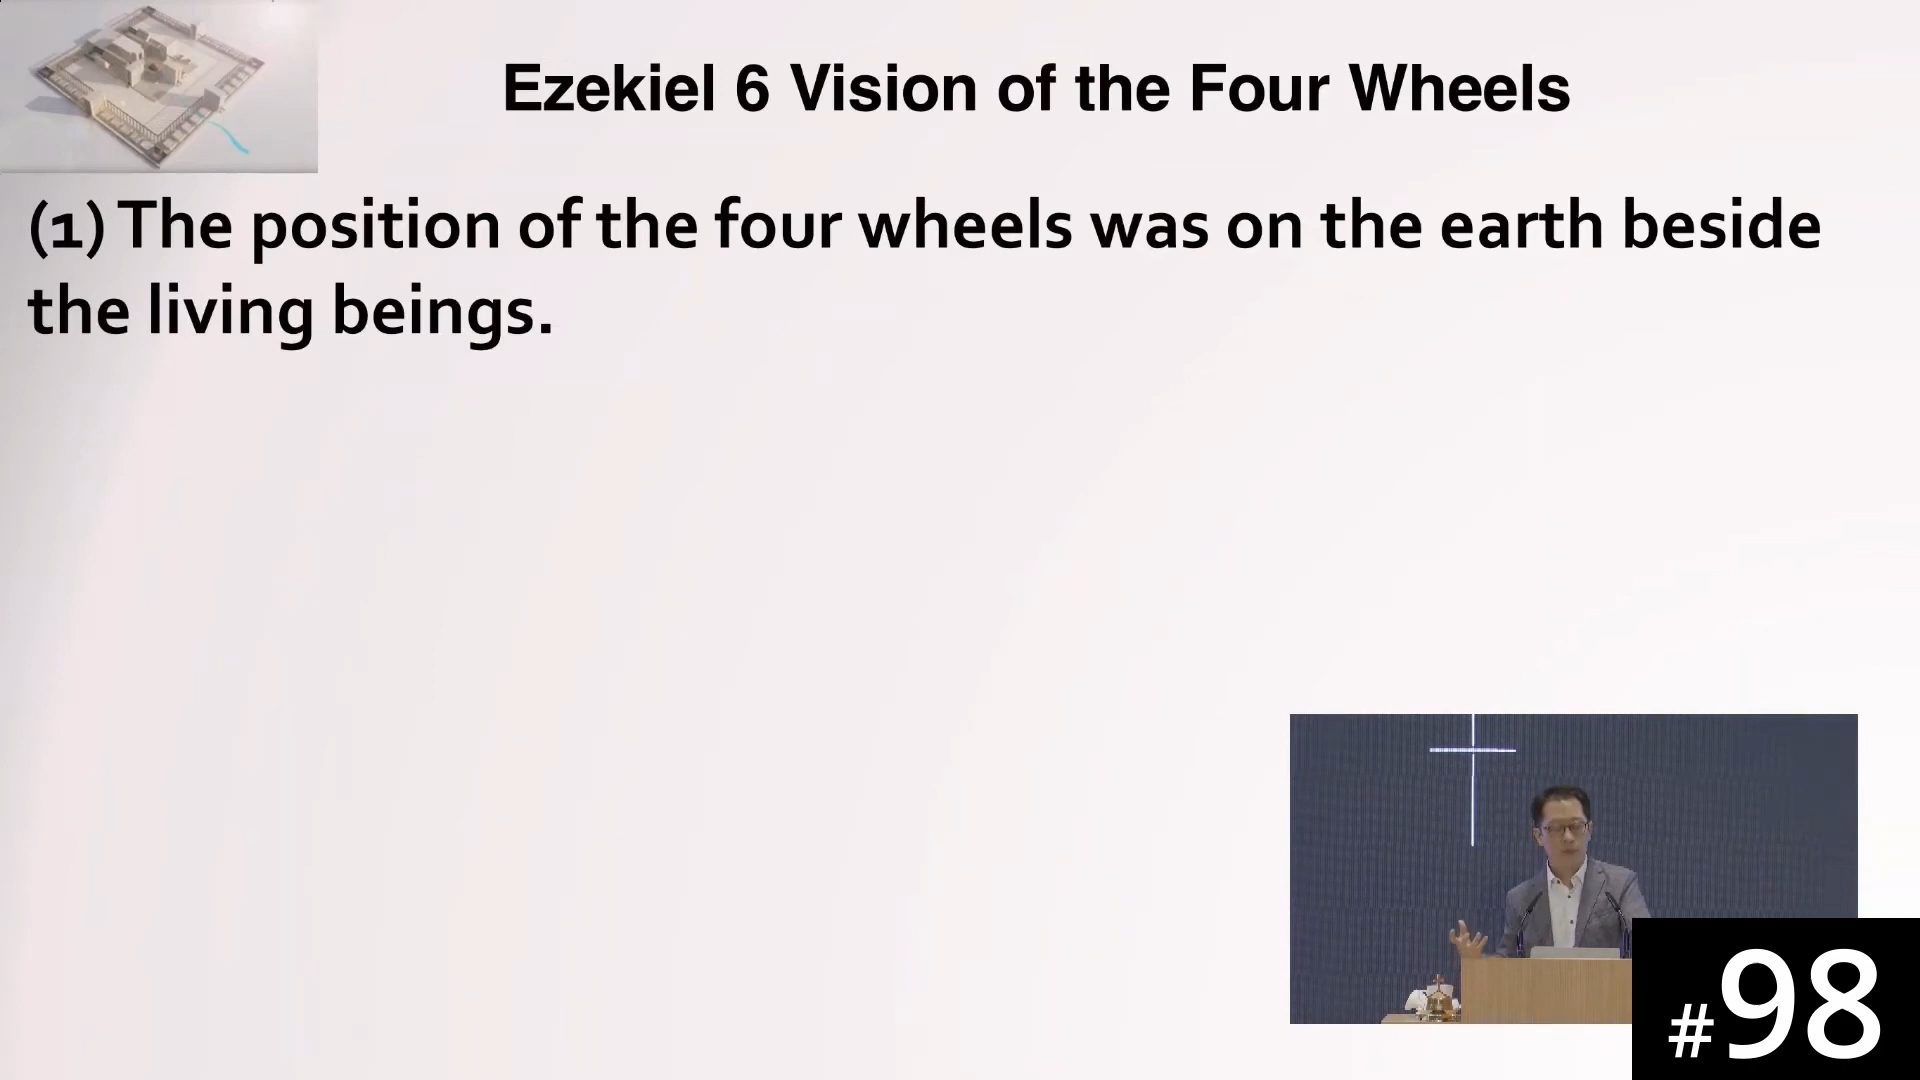 Ezekiel 6 Vision of the Four Wheels
(1) The position of the four wheels was on the earth beside
the living beings.
#98